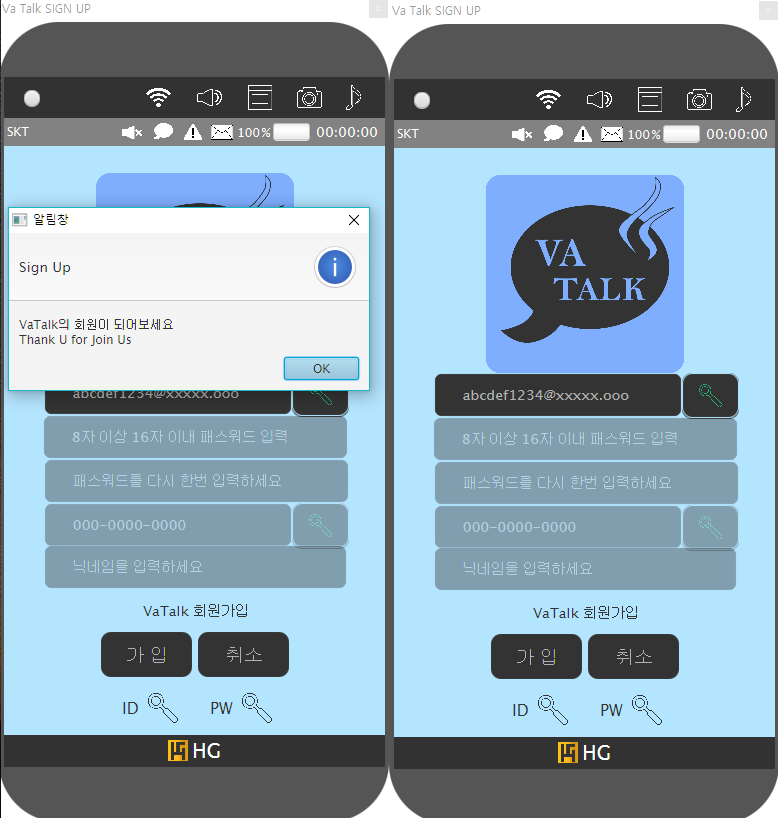 Va Talk SIGN UP
SKT
100%
00:00:00
알림창
Sign Up
VaTalk의 회원이 되어보세요
Thank U for Join Us
OK
abcdef1234@xxxxx.ooo
8자 이상 16자 이내 패스워드 입력
패스워드를 다시 한번 입력하세요
000-0000-0000
닉네임을 입력하세요
VaTalk 회원가입
가 입
취소
ID
PW
HG
Va Talk SIGN UP
SKT
100%
00:00:00
VA
TALK
abcdef1234@xxxxx.ooo
8자 이상 16자 이내 패스워드 입력
패스워드를 다시 한번 입력하세요
000-0000-0000
닉네임을 입력하세요
VaTalk 회원가입
가 입
취소
ID
PW
HG